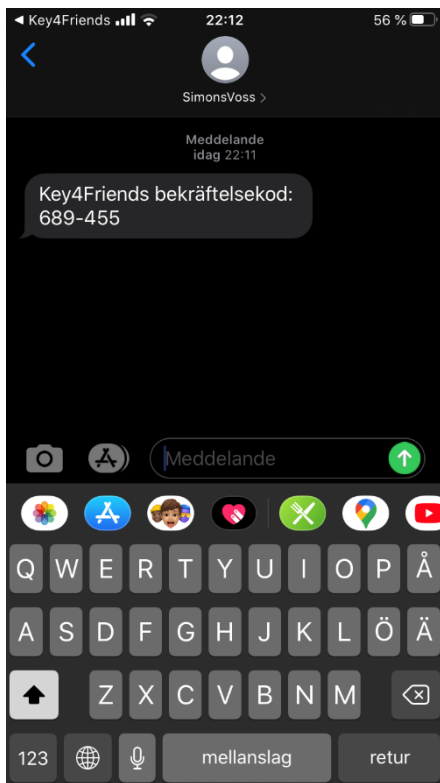 ◀ Key4Friends 22:12 56 %
SimonsVoss >
Meddelande
idag 22:11
Key4Friends bekräftelsekod:
689-455
Meddelande
Q W E R T Y U I O P Å
A S D F G H J K L Ö Ä
Z X C V B N M
123 mellanslag retur